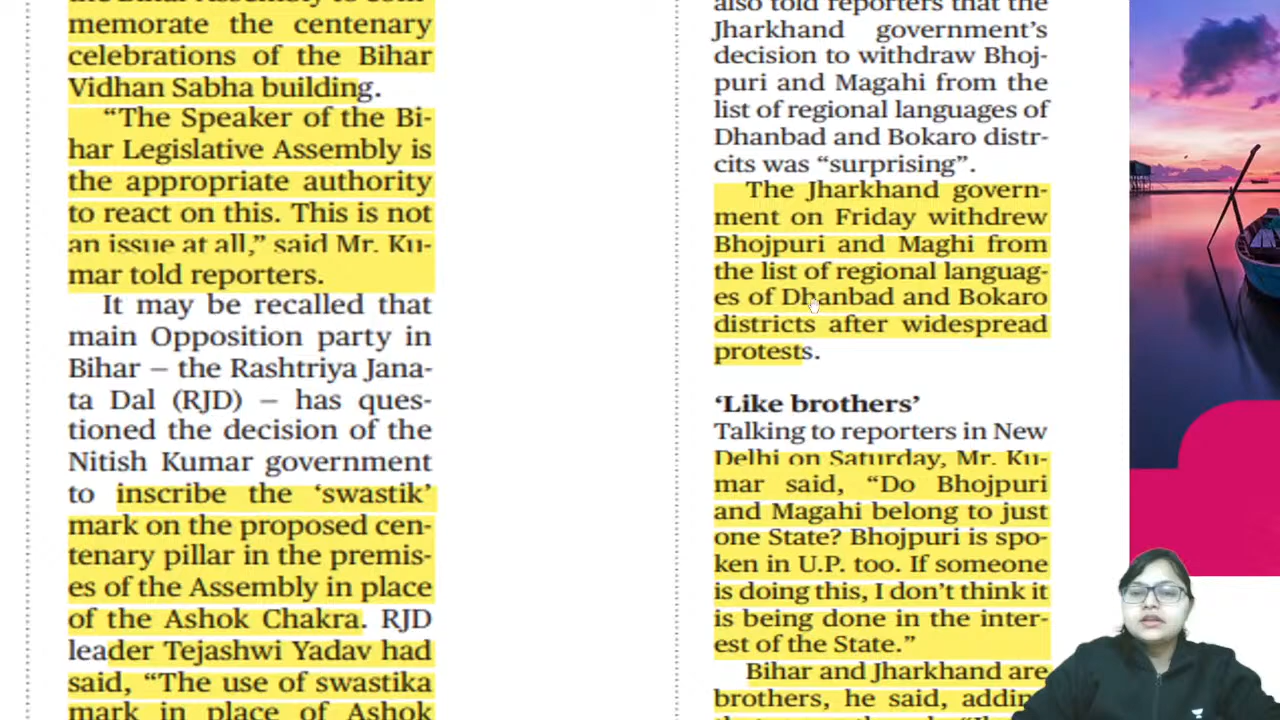 the Bihar Assembly to com-
memorate the centenary
celebrations of the Bihar
Vidhan Sabha building.
“The Speaker of the Bi-
har Legislative Assembly is
the appropriate authority
to react on this. This is not
an issue at all,” said Mr. Ku-
mar told reporters.
It may be recalled that
main Opposition party in
Bihar – the Rashtriya Jana-
ta Dal (RJD) – has ques-
tioned the decision of the
Nitish Kumar government
to inscribe the ‘swastik’
mark on the proposed cen-
tenary pillar in the premis-
es of the Assembly in place
of the Ashok Chakra. RJD
leader Tejashwi Yadav had
said, “The use of swastika
mark in place of Ashok
also told reporters that the
Jharkhand government’s
decision to withdraw Bhoj-
puri and Magahi from the
list of regional languages of
Dhanbad and Bokaro distr-
cits was “surprising”.
The Jharkhand govern-
ment on Friday withdrew
Bhojpuri and Maghi from
the list of regional languag-
es of Dhanbad and Bokaro
districts after widespread
protests.
‘Like brothers’
Talking to reporters in New
Delhi on Saturday, Mr. Ku-
mar said, “Do Bhojpuri
and Magahi belong to just
one State? Bhojpuri is spo-
ken in U.P. too. If someone
is doing this, I don’t think it
is being done in the inter-
est of the State.”
Bihar and Jharkhand are
brothers, he said, adding